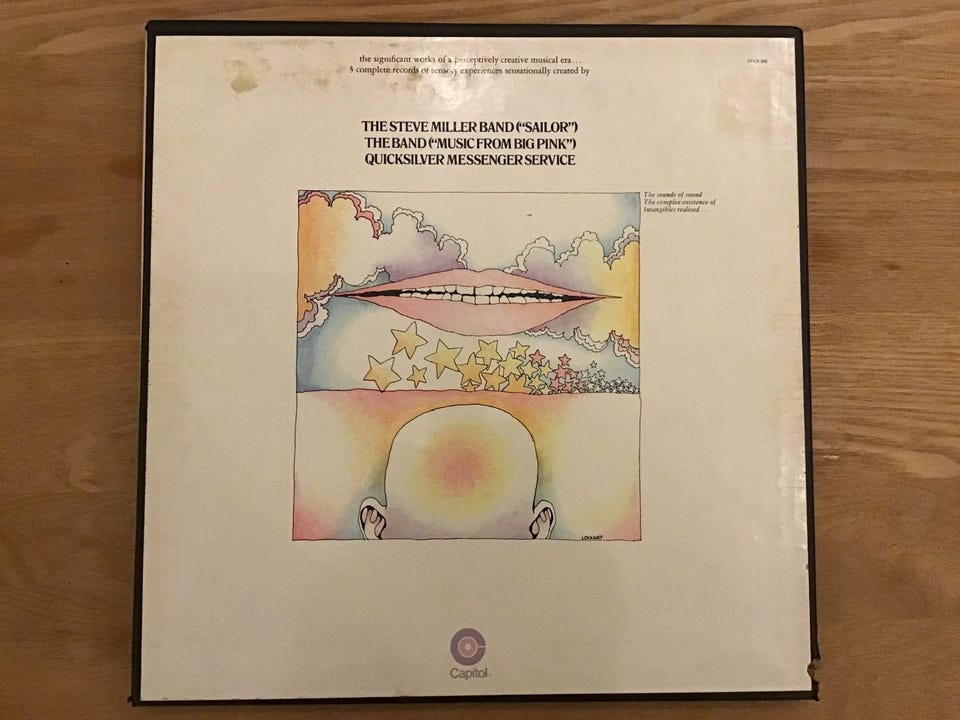 the significant works of a perceptively creative musical era...
3 complete records of sensory experiences sensationally created by
THE STEVE MILLER BAND (“SAILOR”)
THE BAND (“MUSIC FROM BIG PINK”)
QUICKSILVER MESSENGER SERVICE
The sounds of sound
The complex existence of
Intangibles realized...
LOCKART
Capitol